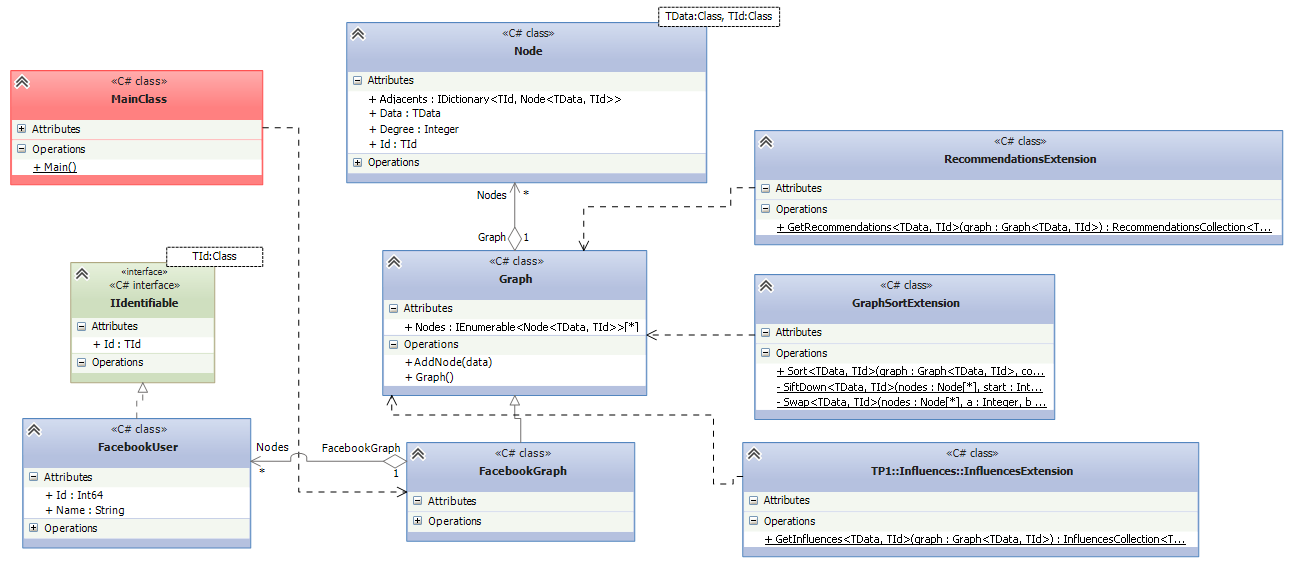 TData:Class, TId:Class
«C# class»
Node
Attributes
+ Adjacents : IDictionary<TId, Node<TData, TId>>
+ Data : TData
+ Degree : Integer
+ Id : TId
Operations
«C# class»
MainClass
Attributes
Operations
+ Main()
«C# class»
RecommendationsExtension
Attributes
Operations
+ GetRecommendations<TData, TId>(graph : Graph<TData, TId>) : RecommendationsCollection<T...
Nodes
*
Graph
1
«C# class»
Graph
Attributes
+ Nodes : IEnumerable<Node<TData, TId>>[*]
Operations
+AddNode(data)
+ Graph()
TId:Class
«interface»
«C# interface»
IIdentifiable
Attributes
+ Id : TId
Operations
«C# class»
GraphSortExtension
Attributes
Operations
+ Sort<TData, TId>(graph : Graph<TData, TId>, co...
- SiftDown<TData, TId>(nodes : Node[*], start : Int...
- Swap<TData, TId>(nodes : Node[*], a : Integer, b ...
«C# class»
FacebookUser
Attributes
+ Id : Int64
+ Name : String
Operations
Nodes
*
FacebookGraph
1
«C# class»
FacebookGraph
Attributes
Operations
«C# class»
TP1::Influences::InfluencesExtension
Attributes
Operations
+ GetInfluences<TData, TId>(graph : Graph<TData, TId>) : InfluencesCollection<T...